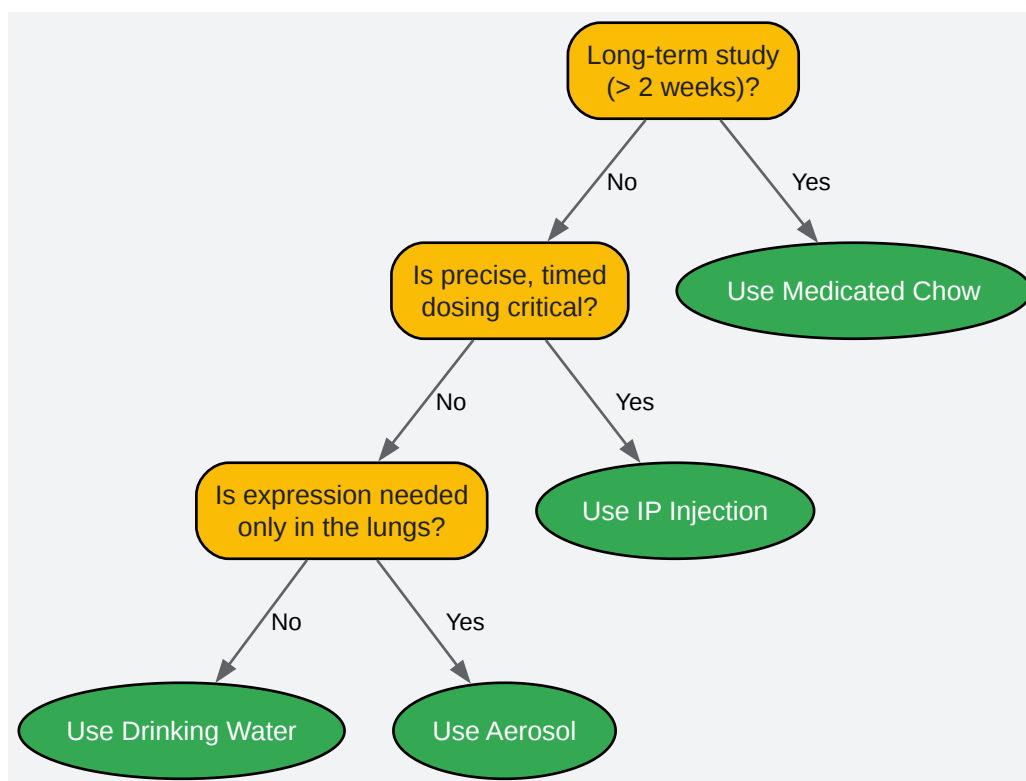 Long-term study
(> 2 weeks)?
No
Yes
Is precise, timed
dosing critical?
Use Medicated Chow
No
Yes
Is expression needed
only in the lungs?
Use IP Injection
No
Yes
Use Drinking Water
Use Aerosol